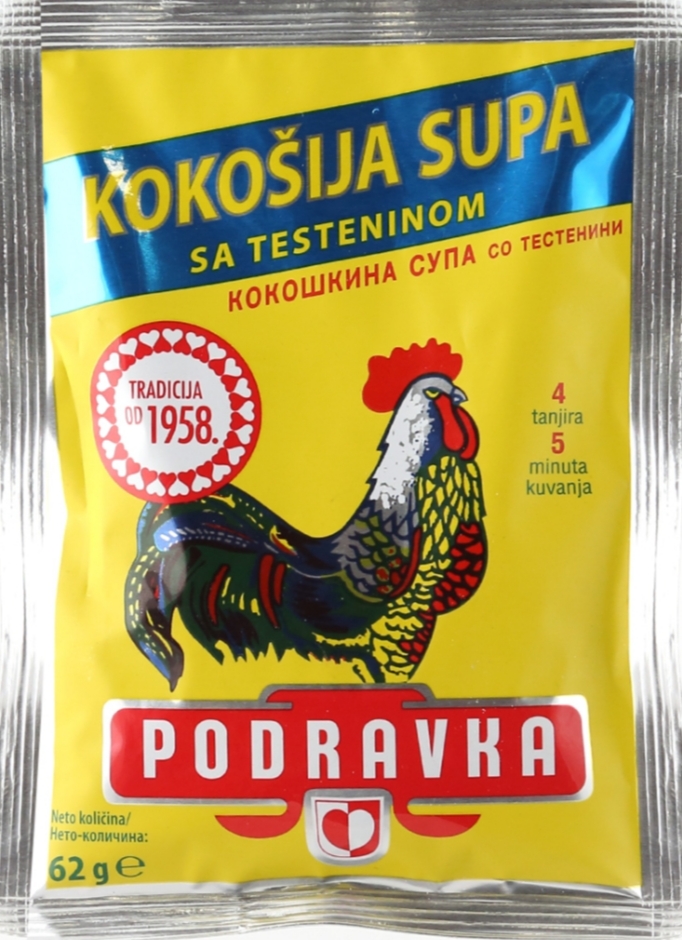 KOKOŠIJA SUPA
SA TESTENINOM
КОКОШКИНА СУПА СО ТЕСТЕНИНИ
TRADICIJA
OD 1958.
4
tanjira
5
minuta
kuvanja
PODRAVKA
Neto količina/
Нето-количина:
62 g ℮